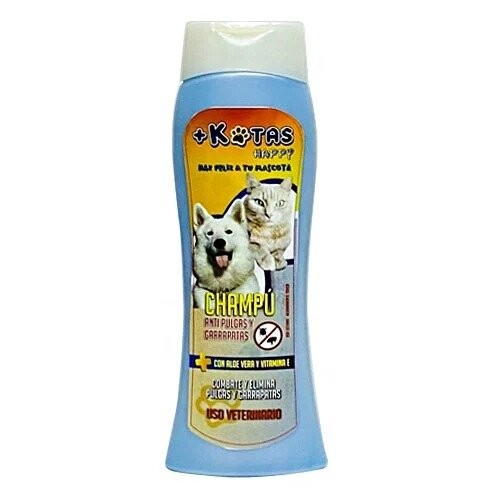 +KOTAS
HAPPY
HAZ FELIZ A TU MASCOTA
CHAMPÚ
ANTI PULGAS Y
GARRAPATAS
+ CON ALOE VERA Y VITAMINA E
COMBATE Y ELIMINA
PULGAS Y GARRAPATAS
USO VETERINARIO